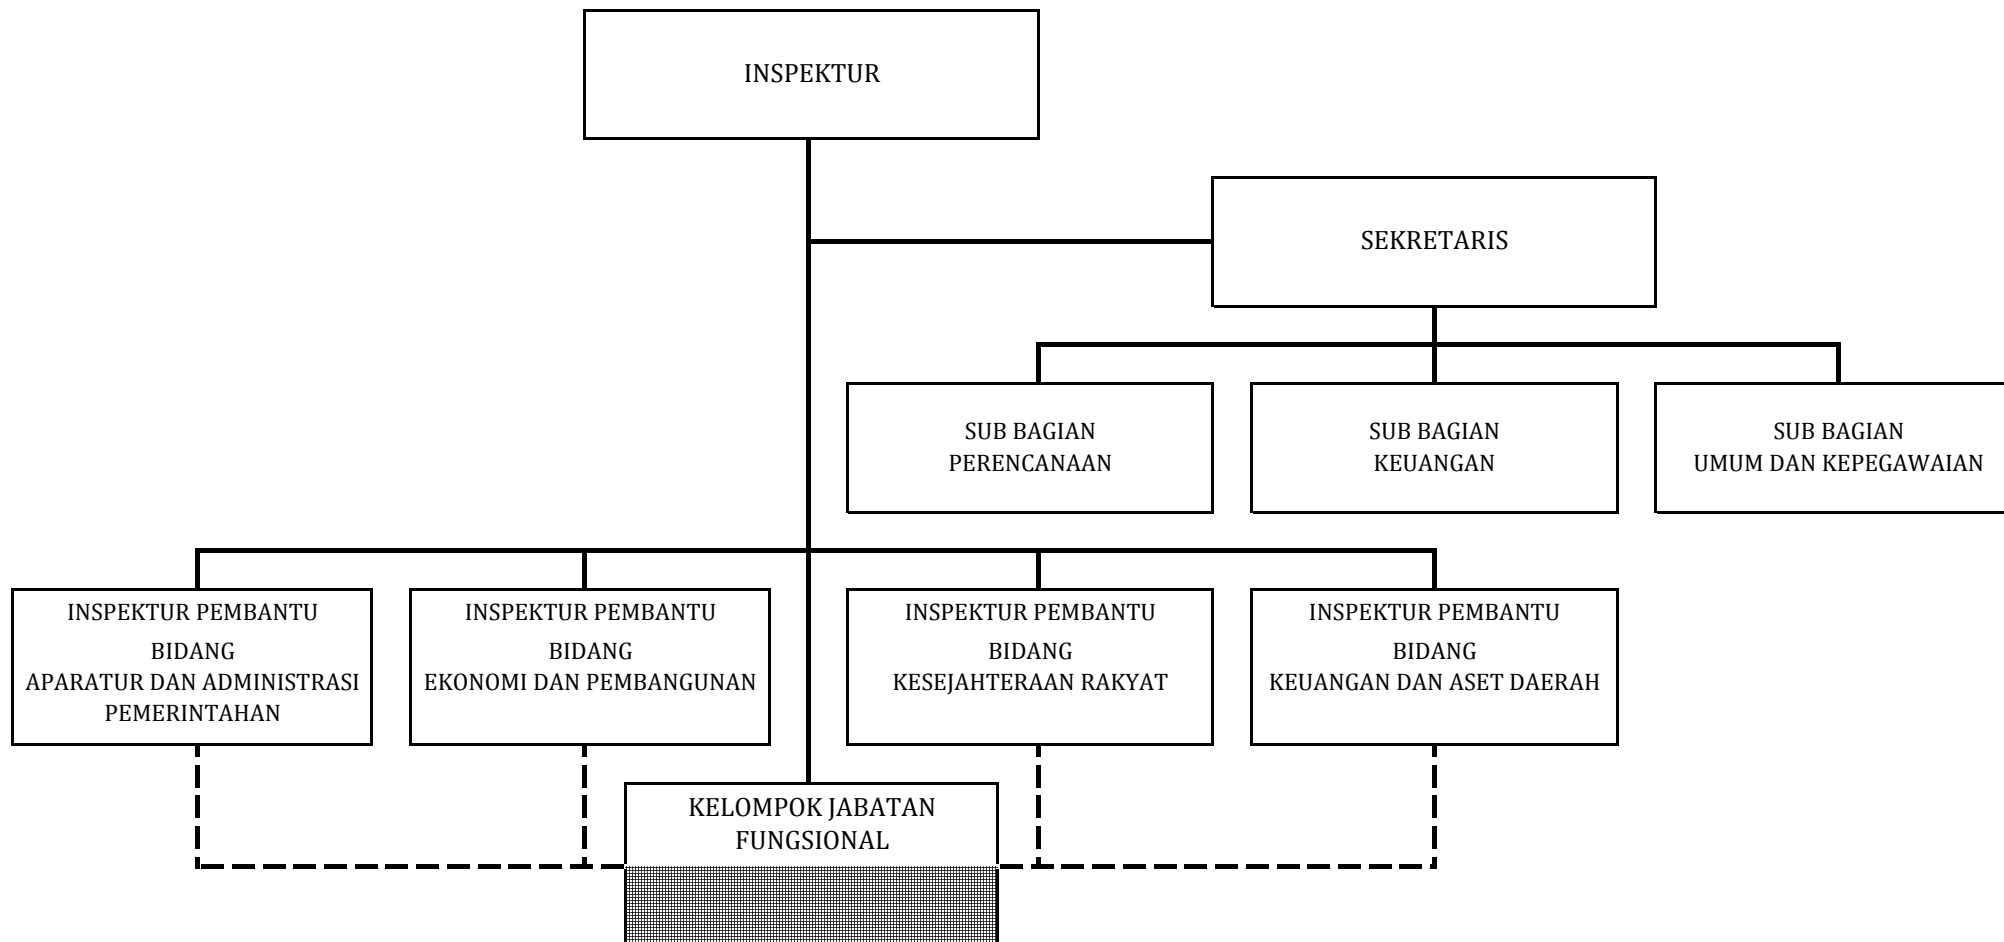 INSPEKTUR
SEKRETARIS
SUB BAGIAN
PERENCANAAN
SUB BAGIAN
KEUANGAN
SUB BAGIAN
UMUM DAN KEPEGAWAIAN
INSPEKTUR PEMBANTU
BIDANG
APARATUR DAN ADMINISTRASI
PEMERINTAHAN
INSPEKTUR PEMBANTU
BIDANG
EKONOMI DAN PEMBANGUNAN
INSPEKTUR PEMBANTU
BIDANG
KESEJAHTERAAN RAKYAT
INSPEKTUR PEMBANTU
BIDANG
KEUANGAN DAN ASET DAERAH
KELOMPOK JABATAN
FUNGSIONAL